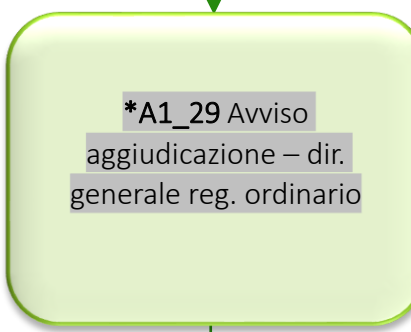 *A1_29 Avviso
aggiudicazione – dir.
generale reg. ordinario